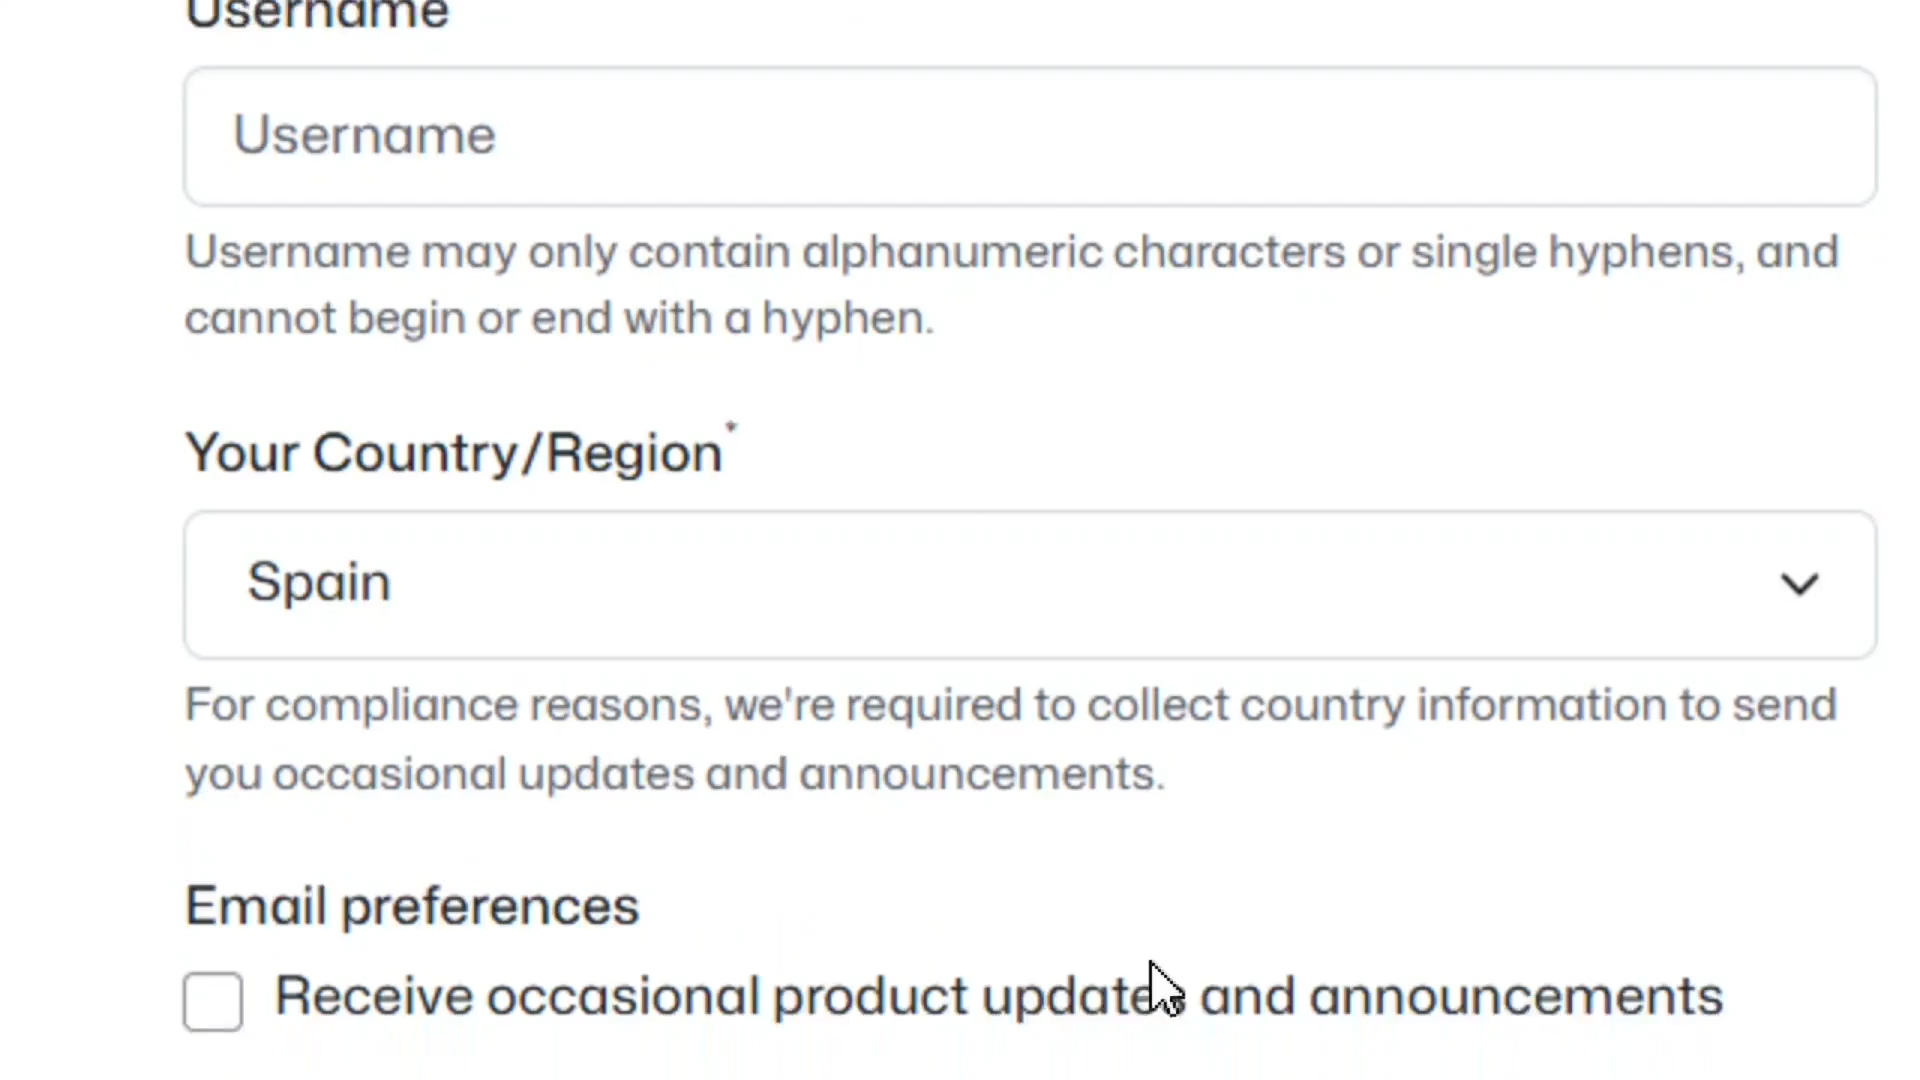 Username
Username
Username may only contain alphanumeric characters or single hyphens, and
cannot begin or end with a hyphen.
Your Country/Region*
Spain
For compliance reasons, we're required to collect country information to send
you occasional updates and announcements.
Email preferences
Receive occasional product updates and announcements